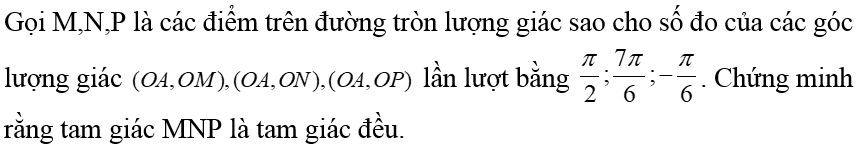 Gọi M,N,P là các điểm trên đường tròn lượng giác sao cho số đo của các góc
lượng giác (OA,OM),(OA,ON),(OA,OP) lần lượt bằng π/2; 7π/6; −π/6. Chứng minh
rằng tam giác MNP là tam giác đều.